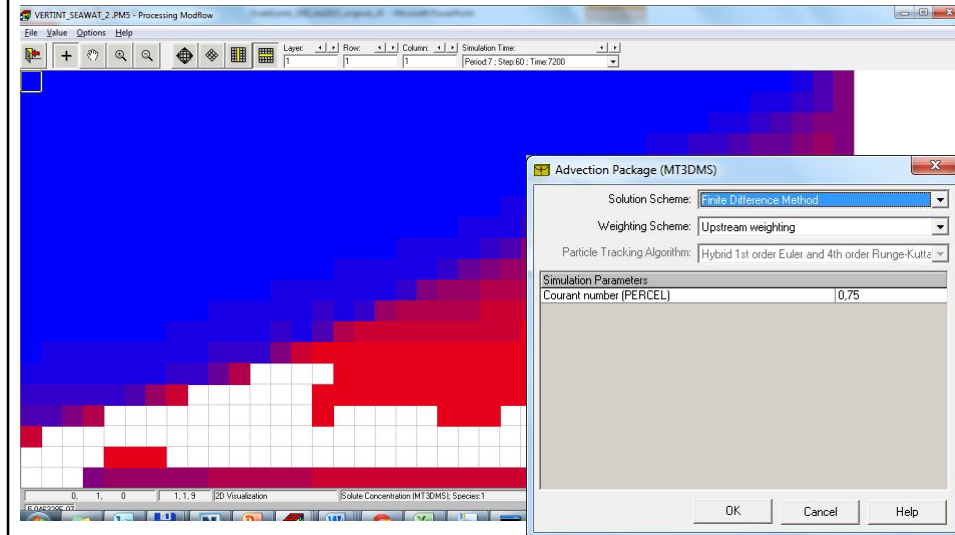 VERTINT_SEAWAT_2 .PM5 - Processing Modflow
File Value Options Help
Layer: Row: Column: Simulation Time:
1 1 1 Period:7 ; Step:60 ; Time:7200
Advection Package (MT3DMS)
Solution Scheme: Finite Difference Method
Weighting Scheme: Upstream weighting
Particle Tracking Algorithm: Hybrid 1st order Euler and 4th order Runge-Kutta
Simulation Parameters
Courant number (PERCEL) 0,75
0, 1, 0 1, 1, 9 2D Visualization Solute Concentration (MT3DMS); Species:1
OK Cancel Help